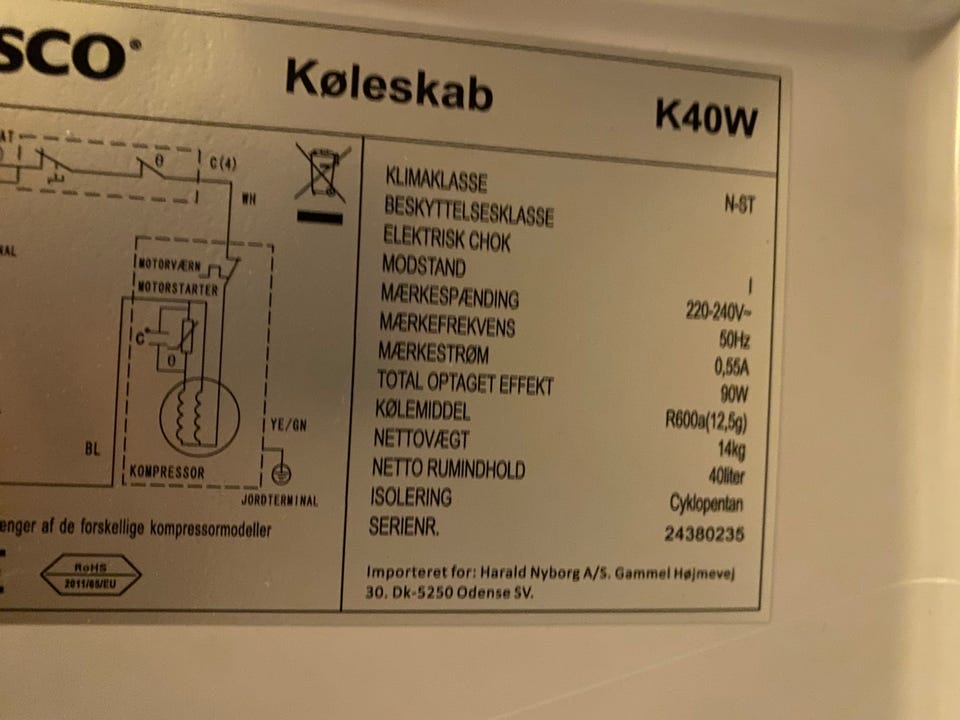 SCO®
Køleskab
K40W
AT
C(4)
θ
WH
RAL
MOTORVÆRN
MOTORSTARTER
C
θ
YE/GN
BL
KOMPRESSOR
JORDTERMINAL
enger af de forskellige kompressormodeller
RoHS
2011/65/EU
KLIMAKLASSE N-ST
BESKYTTELSESKLASSE
ELEKTRISK CHOK
MODSTAND I
MÆRKESPÆNDING 220-240V~
MÆRKEFREKVENS 50Hz
MÆRKESTRØM 0,55A
TOTAL OPTAGET EFFEKT 90W
KØLEMIDDEL R600a(12,5g)
NETTOVÆGT 14kg
NETTO RUMINDHOLD 40liter
ISOLERING Cyklopentan
SERIENR. 24380235
Importeret for: Harald Nyborg A/S. Gammel Højmevej
30. Dk-5250 Odense SV.